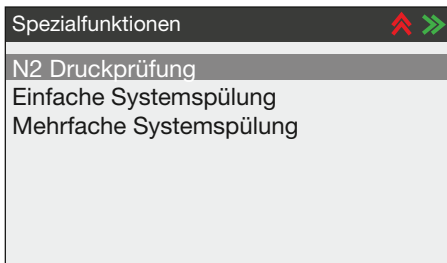 Spezialfunktionen
N2 Druckprüfung
Einfache Systemspülung
Mehrfache Systemspülung